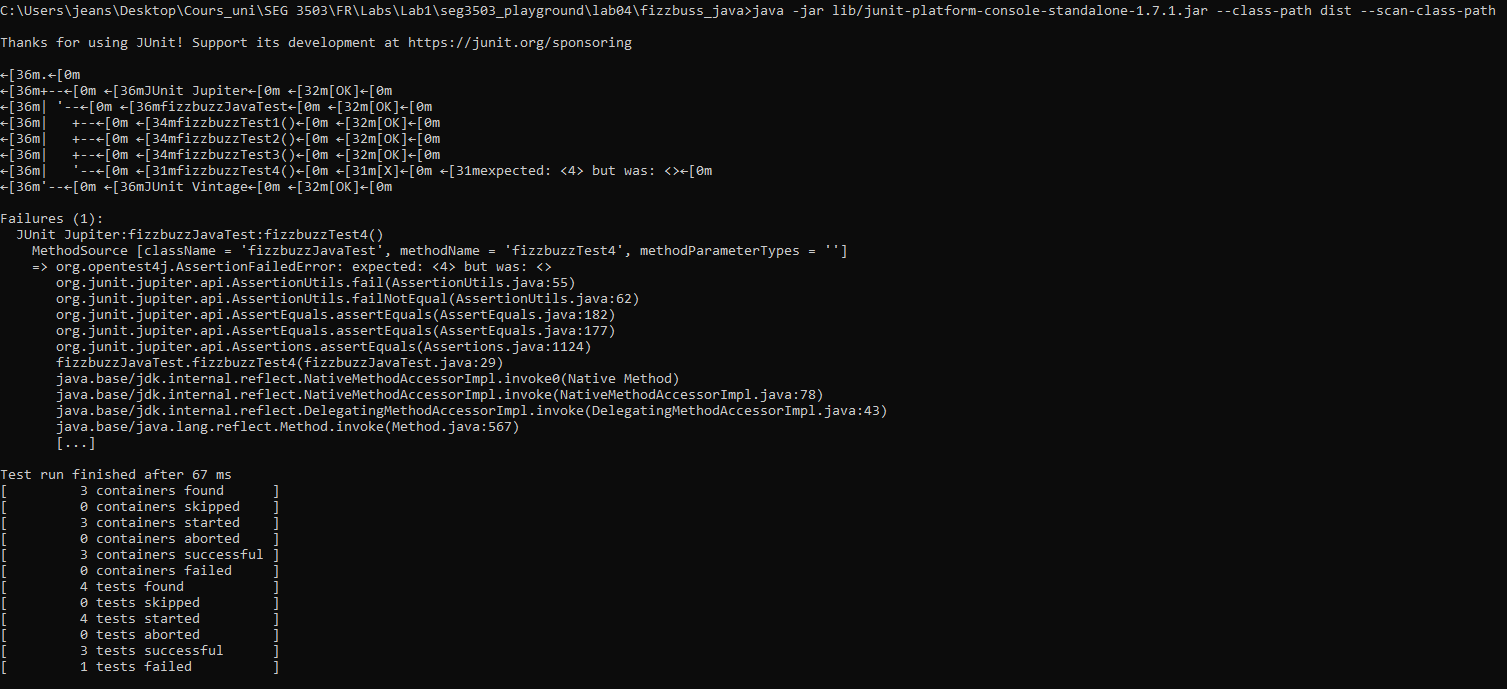 C:\Users\jeans\Desktop\Cours_uni\SEG 3503\FR\Labs\Lab1\seg3503_playground\lab04\fizzbuss_java>java -jar lib/junit-platform-console-standalone-1.7.1.jar --class-path dist --scan-class-path
Thanks for using JUnit! Support its development at https://junit.org/sponsoring
←[36m.←[0m
←[36m+--←[0m ←[36mJUnit Jupiter←[0m ←[32m[OK]←[0m
←[36m| '--←[0m ←[36mfizzbuzzJavaTest←[0m ←[32m[OK]←[0m
←[36m|   +--←[0m ←[34mfizzbuzzTest1()←[0m ←[32m[OK]←[0m
←[36m|   +--←[0m ←[34mfizzbuzzTest2()←[0m ←[32m[OK]←[0m
←[36m|   +--←[0m ←[34mfizzbuzzTest3()←[0m ←[32m[OK]←[0m
←[36m|   '--←[0m ←[31mfizzbuzzTest4()←[0m ←[31m[X]←[0m ←[31mexpected: <4> but was: <>←[0m
←[36m'--←[0m ←[36mJUnit Vintage←[0m ←[32m[OK]←[0m
Failures (1):
  JUnit Jupiter:fizzbuzzJavaTest:fizzbuzzTest4()
    MethodSource [className = 'fizzbuzzJavaTest', methodName = 'fizzbuzzTest4', methodParameterTypes = '']
    => org.opentest4j.AssertionFailedError: expected: <4> but was: <>
       org.junit.jupiter.api.AssertionUtils.fail(AssertionUtils.java:55)
       org.junit.jupiter.api.AssertionUtils.failNotEqual(AssertionUtils.java:62)
       org.junit.jupiter.api.AssertEquals.assertEquals(AssertEquals.java:182)
       org.junit.jupiter.api.AssertEquals.assertEquals(AssertEquals.java:177)
       org.junit.jupiter.api.Assertions.assertEquals(Assertions.java:1124)
       fizzbuzzJavaTest.fizzbuzzTest4(fizzbuzzJavaTest.java:29)
       java.base/jdk.internal.reflect.NativeMethodAccessorImpl.invoke0(Native Method)
       java.base/jdk.internal.reflect.NativeMethodAccessorImpl.invoke(NativeMethodAccessorImpl.java:78)
       java.base/jdk.internal.reflect.DelegatingMethodAccessorImpl.invoke(DelegatingMethodAccessorImpl.java:43)
       java.base/java.lang.reflect.Method.invoke(Method.java:567)
       [...]
Test run finished after 67 ms
[         3 containers found      ]
[         0 containers skipped    ]
[         3 containers started    ]
[         0 containers aborted    ]
[         3 containers successful ]
[         0 containers failed     ]
[         4 tests found           ]
[         0 tests skipped         ]
[         4 tests started         ]
[         0 tests aborted         ]
[         3 tests successful      ]
[         1 tests failed          ]